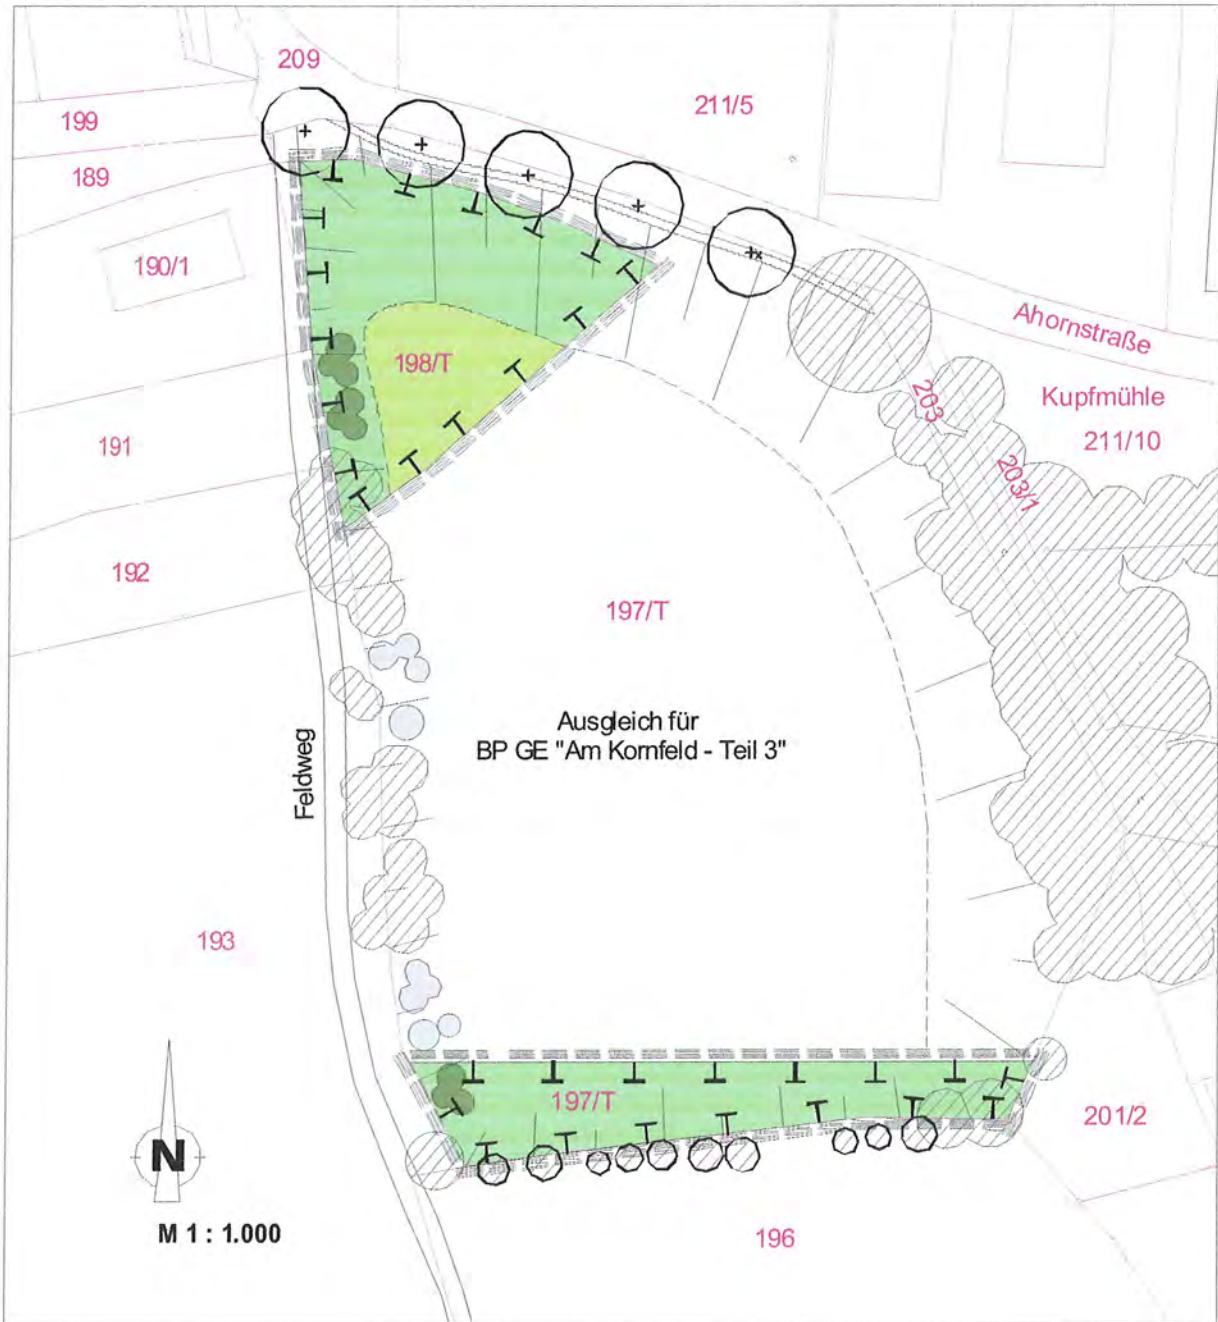 209
199
211/5
189
190/1
Ahornstraße
198/T
203
Kupfmühle
211/10
191
203/1
192
197/T
Ausgleich für
BP GE "Am Kornfeld - Teil 3"
Feldweg
193
197/T
201/2
N
M 1 : 1.000
196